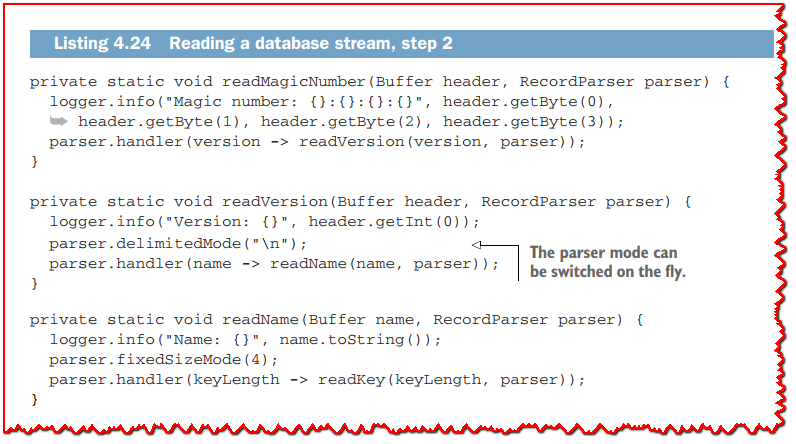 Listing 4.24 Reading a database stream, step 2
private static void readMagicNumber(Buffer header, RecordParser parser) {
logger.info("Magic number: {}:{}:{}:{}", header.getByte(0),
➥ header.getByte(1), header.getByte(2), header.getByte(3));
parser.handler(version -> readVersion(version, parser));
}
private static void readVersion(Buffer header, RecordParser parser) {
logger.info("Version: {}", header.getInt(0));
parser.delimitedMode("\n");
parser.handler(name -> readName(name, parser));
}
The parser mode can
be switched on the fly.
private static void readName(Buffer name, RecordParser parser) {
logger.info("Name: {}", name.toString());
parser.fixedSizeMode(4);
parser.handler(keyLength -> readKey(keyLength, parser));
}